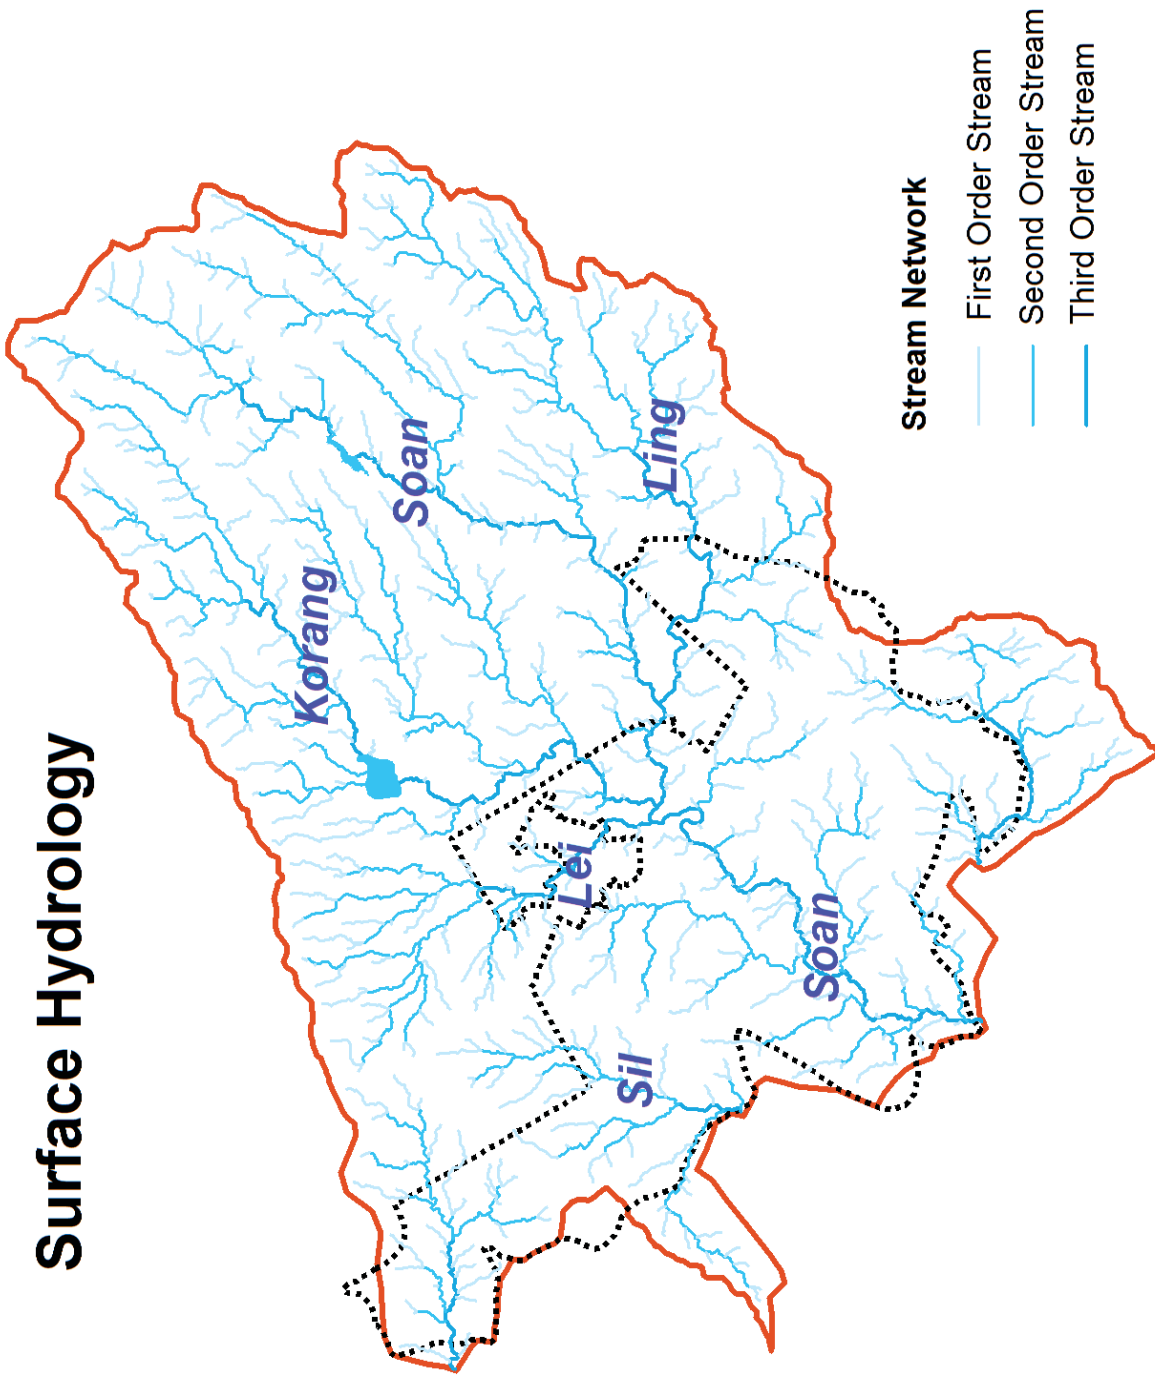 Surface Hydrology
Korang
Soan
Ling
Lei
Sil
Soan
Stream Network
First Order Stream
Second Order Stream
Third Order Stream